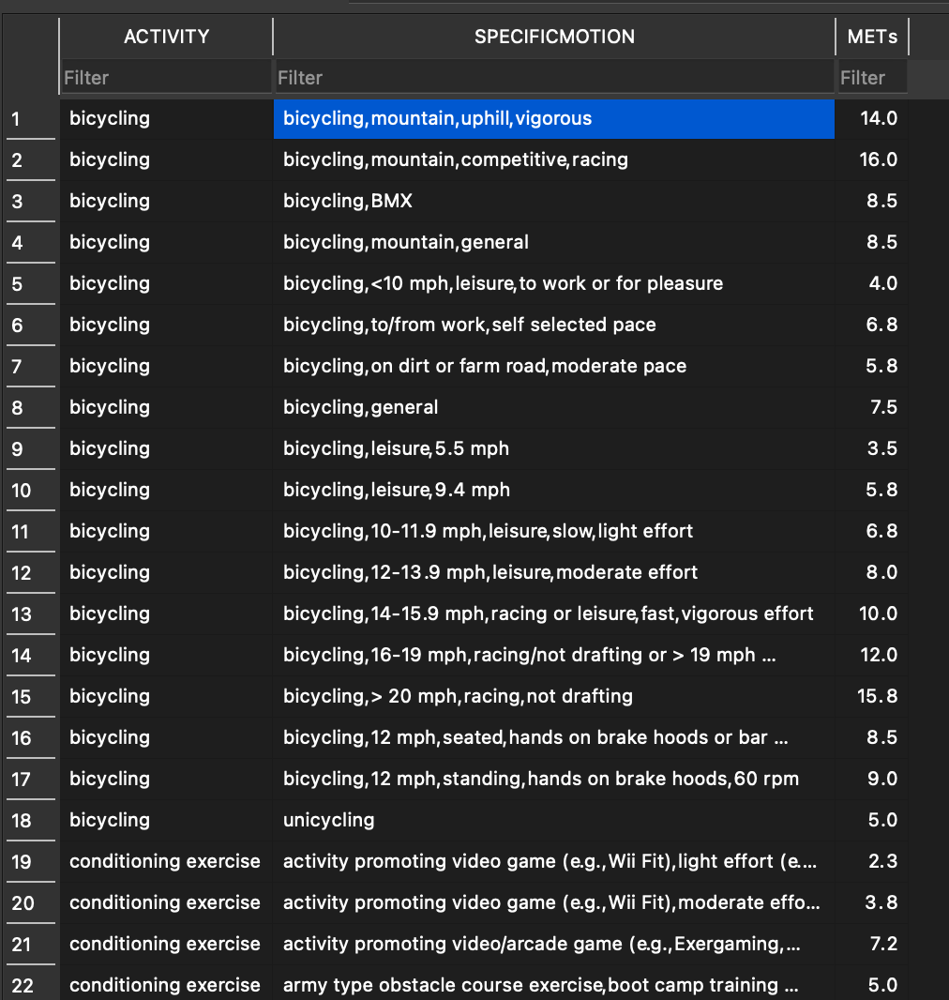 ACTIVITY SPECIFICMOTION METs
Filter Filter Filter
1 bicycling bicycling,mountain,uphill,vigorous 14.0
2 bicycling bicycling,mountain,competitive,racing 16.0
3 bicycling bicycling,BMX 8.5
4 bicycling bicycling,mountain,general 8.5
5 bicycling bicycling,<10 mph,leisure,to work or for pleasure 4.0
6 bicycling bicycling,to/from work,self selected pace 6.8
7 bicycling bicycling,on dirt or farm road,moderate pace 5.8
8 bicycling bicycling,general 7.5
9 bicycling bicycling,leisure,5.5 mph 3.5
10 bicycling bicycling,leisure,9.4 mph 5.8
11 bicycling bicycling,10-11.9 mph,leisure,slow,light effort 6.8
12 bicycling bicycling,12-13.9 mph,leisure,moderate effort 8.0
13 bicycling bicycling,14-15.9 mph,racing or leisure,fast,vigorous effort 10.0
14 bicycling bicycling,16-19 mph,racing/not drafting or > 19 mph ... 12.0
15 bicycling bicycling,> 20 mph,racing,not drafting 15.8
16 bicycling bicycling,12 mph,seated,hands on brake hoods or bar ... 8.5
17 bicycling bicycling,12 mph,standing,hands on brake hoods,60 rpm 9.0
18 bicycling unicycling 5.0
19 conditioning exercise activity promoting video game (e.g.,Wii Fit),light effort (e.... 2.3
20 conditioning exercise activity promoting video game (e.g.,Wii Fit),moderate effo... 3.8
21 conditioning exercise activity promoting video/arcade game (e.g.,Exergaming,... 7.2
22 conditioning exercise army type obstacle course exercise,boot camp training ... 5.0